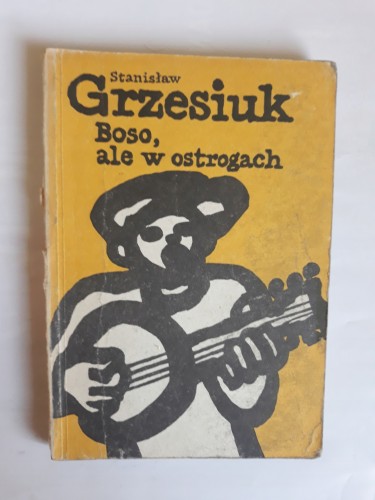 Stanisław
Grzesiuk
Boso,
ale w ostrogach